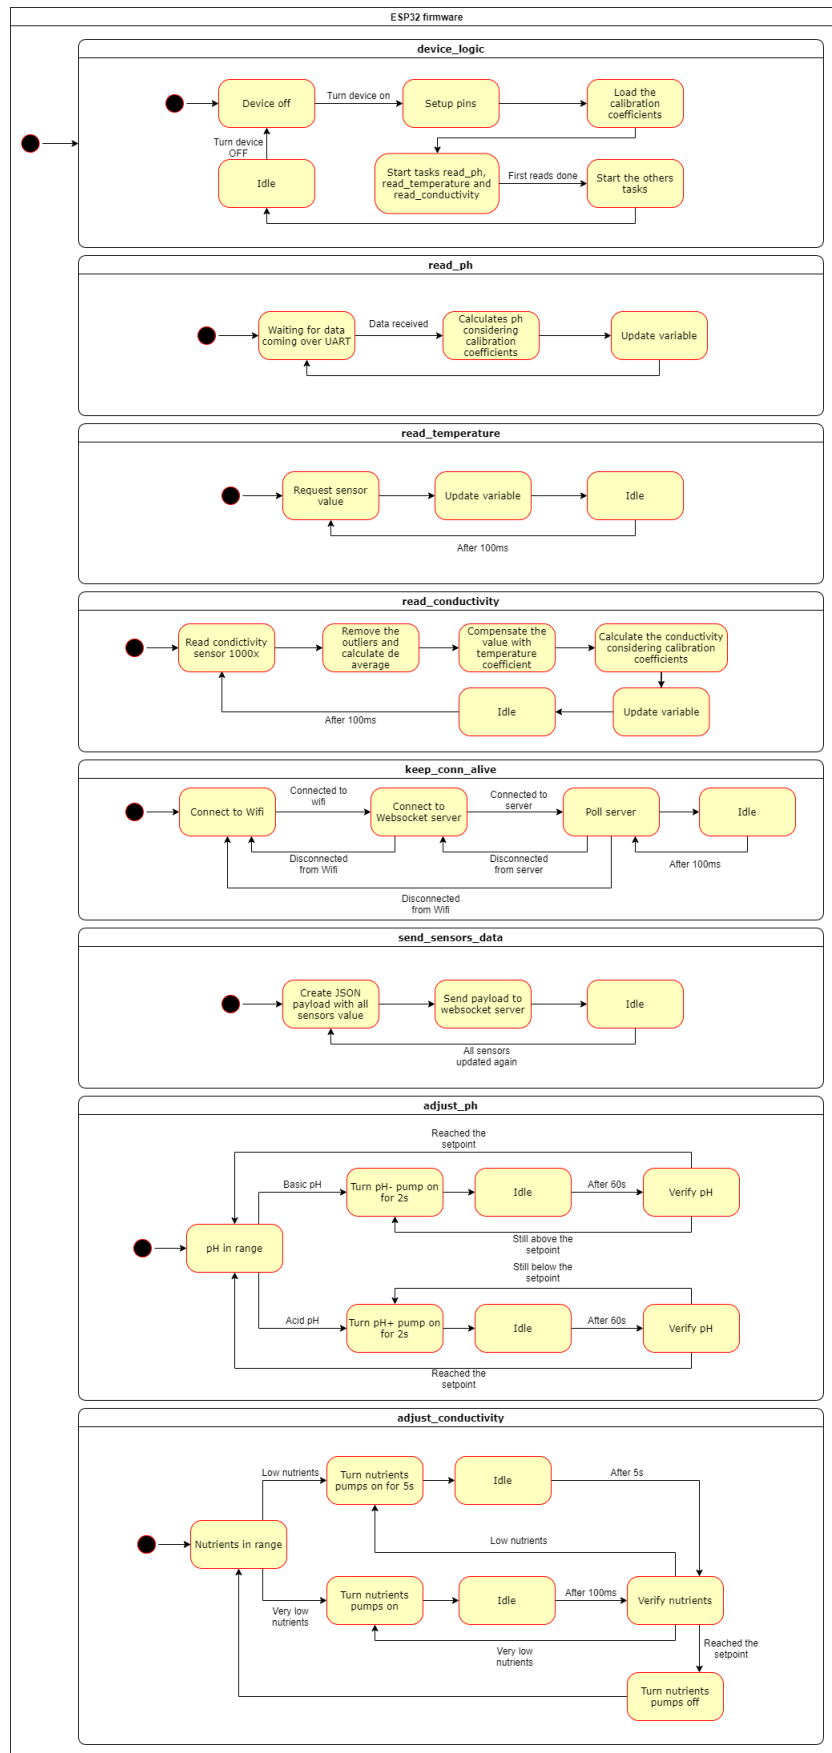 ESP32 firmware
device_logic
Device off
Turn device on
Setup pins
Load the
calibration
coefficients
Turn device
OFF
Idle
Start tasks read_ph,
read_temperature and
read_conductivity
First reads done
Start the others
tasks
read_ph
Waiting for data
coming over UART
Data received
Calculates ph
considering
calibration
coefficients
Update variable
read_temperature
Request sensor
value
Update variable
Idle
After 100ms
read_conductivity
Read condictivity
sensor 1000x
Remove the
outliers and
calculate de
average
Compensate the
value with
temperature
coefficient
Calculate the conductivity
considering calibration
coefficients
After 100ms
Idle
Update variable
keep_conn_alive
Connect to Wifi
Connected to
wifi
Connect to
Websocket server
Connected to
server
Poll server
Idle
Disconnected
from Wifi
Disconnected
from server
After 100ms
Disconnected
from Wifi
send_sensors_data
Create JSON
payload with all
sensors value
Send payload to
websocket server
Idle
All sensors
updated again
adjust_ph
Reached the
setpoint
Basic pH
Turn pH- pump on
for 2s
Idle
After 60s
Verify pH
Still above the
setpoint
pH in range
Still below the
setpoint
Acid pH
Turn pH+ pump on
for 2s
Idle
After 60s
Verify pH
Reached the
setpoint
adjust_conductivity
Low nutrients
Turn nutrients
pumps on for 5s
Idle
After 5s
Nutrients in range
Low nutrients
Very low
nutrients
Turn nutrients
pumps on
Idle
After 100ms
Verify nutrients
Very low
nutrients
Reached the
setpoint
Turn nutrients
pumps off